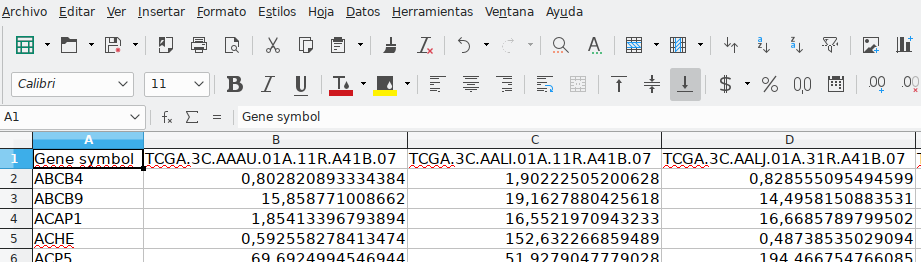 Archivo Editar Ver Insertar Formato Estilos Hoja Datos Herramientas Ventana Ayuda
Calibri 11 B I U T $ % 0,0 .00 .00
A1 fx Σ = Gene symbol
A B C D
1 Gene symbol TCGA.3C.AAAU.01A.11R.A41B.07 TCGA.3C.AALI.01A.11R.A41B.07 TCGA.3C.AALJ.01A.31R.A41B.07
2 ABCB4 0,802820893334384 1,90222505200628 0,828555095494599
3 ABCB9 15,858771008662 19,1627880425618 14,4958150883531
4 ACAP1 1,85413396793894 16,5521970943233 16,6685789799502
5 ACHE 0,592558278413474 152,632266859489 0,48738535029094
6 ACP5 69,6924994546944 51,9279047779028 194,466754766085